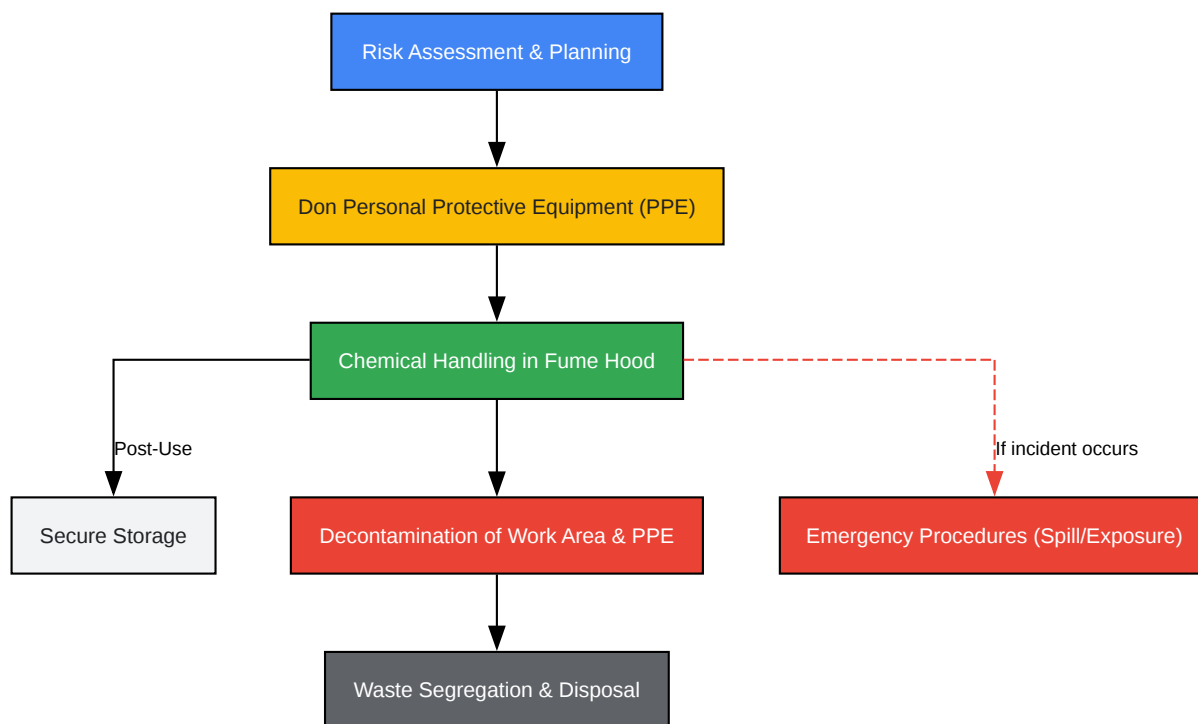 Risk Assessment & Planning
Don Personal Protective Equipment (PPE)
Chemical Handling in Fume Hood
Post-Use
If incident occurs
Secure Storage
Decontamination of Work Area & PPE
Emergency Procedures (Spill/Exposure)
Waste Segregation & Disposal